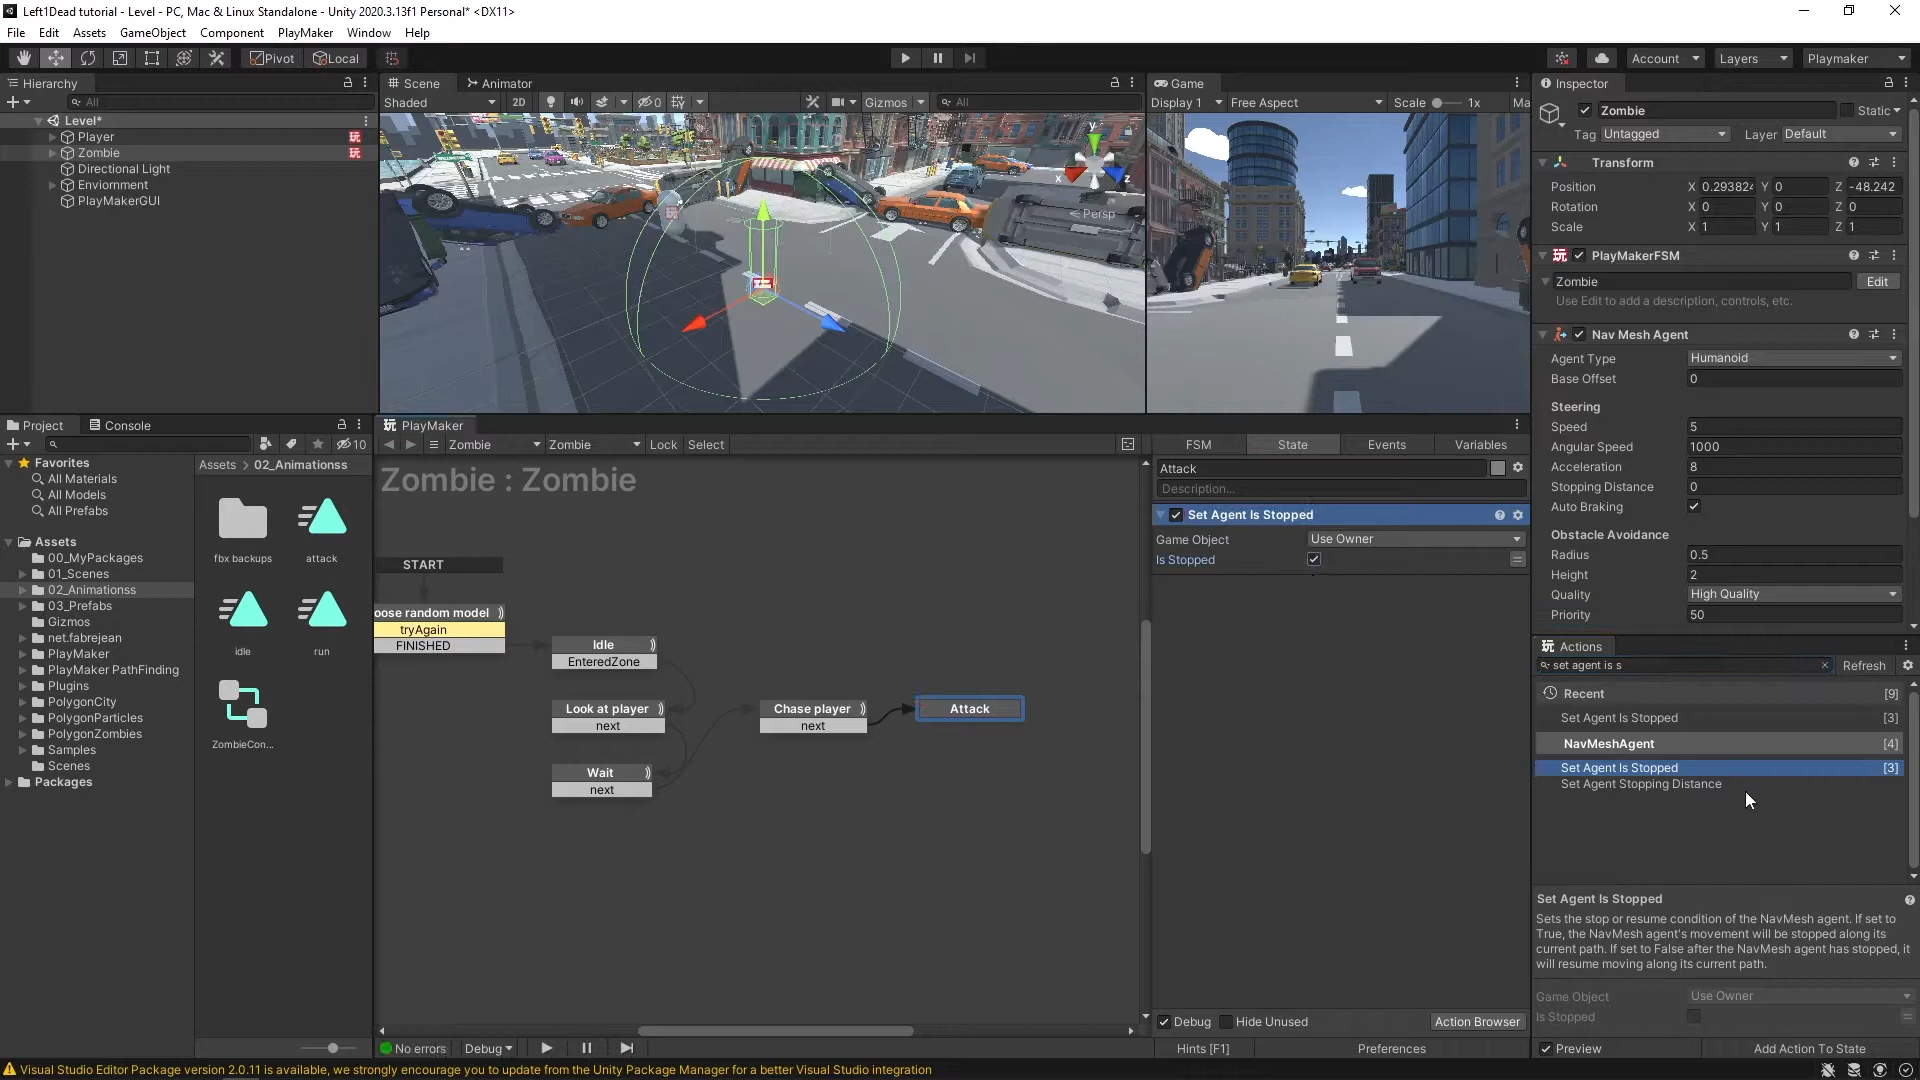 Left1Dead tutorial - Level - PC, Mac & Linux Standalone - Unity 2020.3.13f1 Personal* <DX11>
File Edit Assets GameObject Component PlayMaker Window Help
Pivot Local Account Layers Playmaker
Hierarchy
All
Level*
Player
Zombie
Directional Light
Enviornment
PlayMakerGUI
Scene Animator
Shaded 2D 0 Gizmos All
y
x
z
Persp
Game
Display 1 Free Aspect Scale 1x Ma
Inspector
Zombie Static
Tag Untagged Layer Default
Transform
Position X 0.293824 Y 0 Z -48.242
Rotation X 0 Y 0 Z 0
Scale X 1 Y 1 Z 1
PlayMakerFSM
Zombie Edit
Use Edit to add a description, controls, etc.
Nav Mesh Agent
Agent Type Humanoid
Base Offset 0
Steering
Speed 5
Angular Speed 1000
Acceleration 8
Stopping Distance 0
Auto Braking
Obstacle Avoidance
Radius 0.5
Height 2
Quality High Quality
Priority 50
Project Console
10
Favorites
All Materials
All Models
All Prefabs
Assets
00_MyPackages
01_Scenes
02_Animationss
03_Prefabs
Gizmos
net.fabrejean
PlayMaker
PlayMaker PathFinding
Plugins
PolygonCity
PolygonParticles
PolygonZombies
Samples
Scenes
Packages
Assets > 02_Animationss
fbx backups attack
idle run
ZombieCon...
PlayMaker
Zombie Zombie Lock Select
Zombie : Zombie
START
oose random model
tryAgain
FINISHED
Idle
EnteredZone
Look at player
next
Wait
next
Chase player
next
Attack
No errors Debug
FSM State Events Variables
Attack
Description...
Set Agent Is Stopped
Game Object Use Owner
Is Stopped
Debug Hide Unused Action Browser
Hints [F1] Preferences
Actions
set agent is s Refresh
Recent [9]
Set Agent Is Stopped [3]
NavMeshAgent [4]
Set Agent Is Stopped [3]
Set Agent Stopping Distance
Set Agent Is Stopped
Sets the stop or resume condition of the NavMesh agent. If set to
True, the NavMesh agent's movement will be stopped along its
current path. If set to False after the NavMesh agent has stopped, it
will resume moving along its current path.
Game Object Use Owner
Is Stopped
Preview Add Action To State
Visual Studio Editor Package version 2.0.11 is available, we strongly encourage you to update from the Unity Package Manager for a better Visual Studio integration